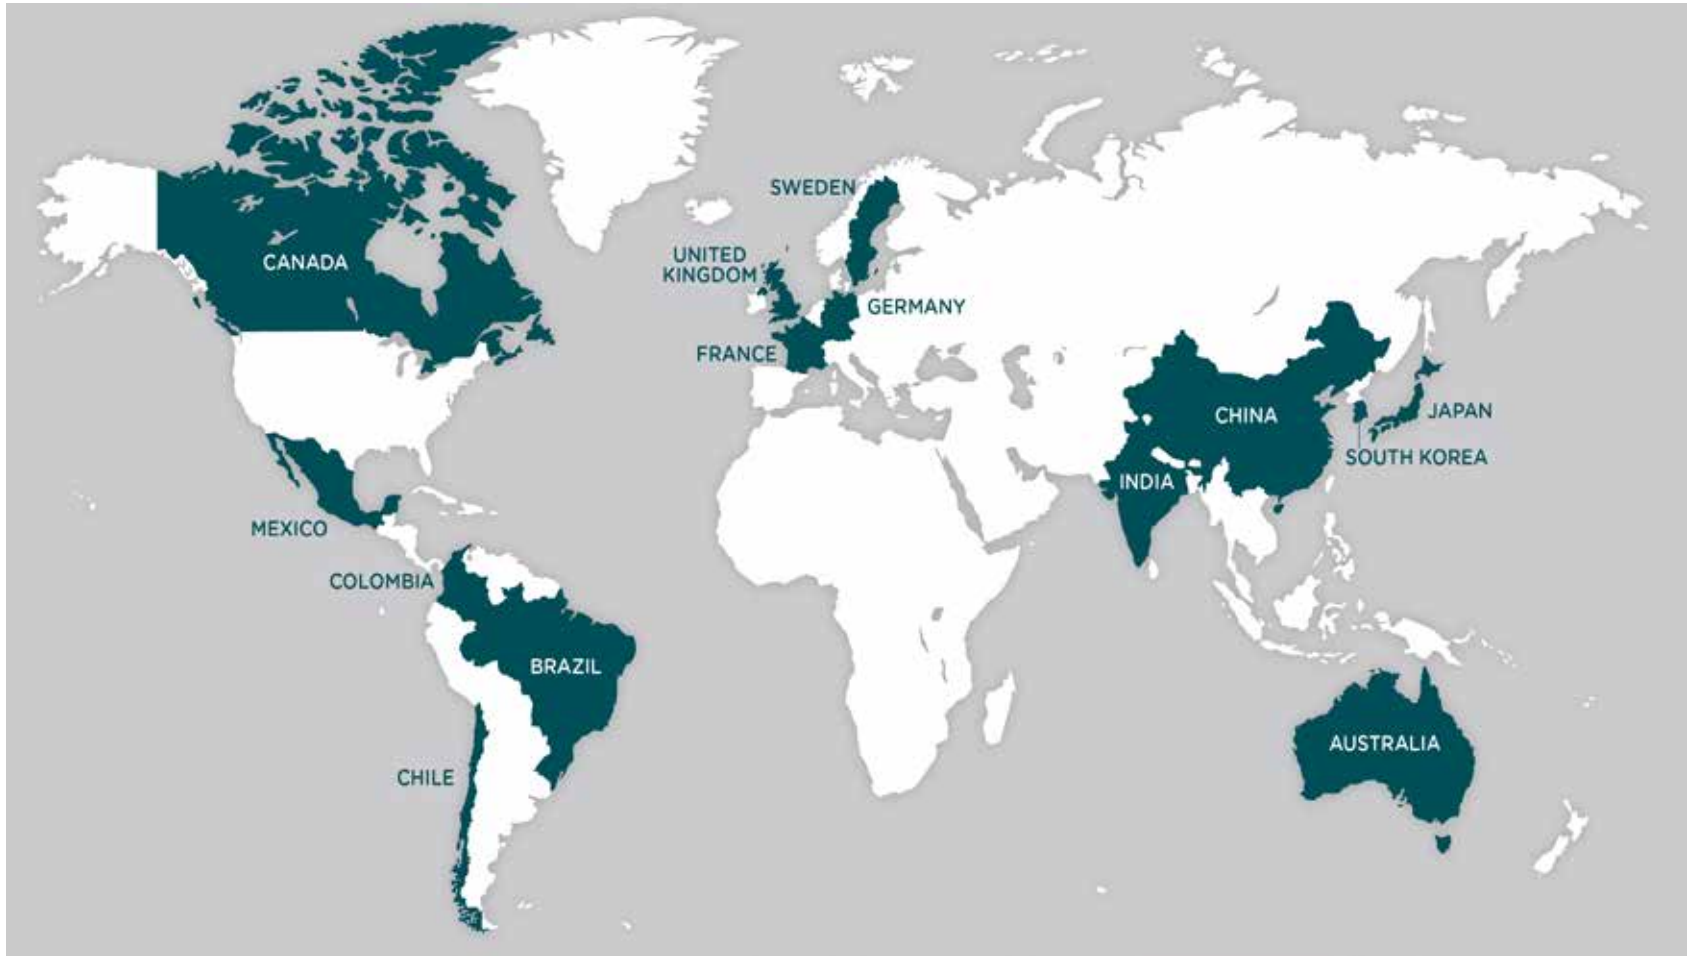 SWEDEN
UNITED
KINGDOM
CANADA
GERMANY
FRANCE
CHINA
JAPAN
SOUTH KOREA
INDIA
MEXICO
COLOMBIA
BRAZIL
AUSTRALIA
CHILE